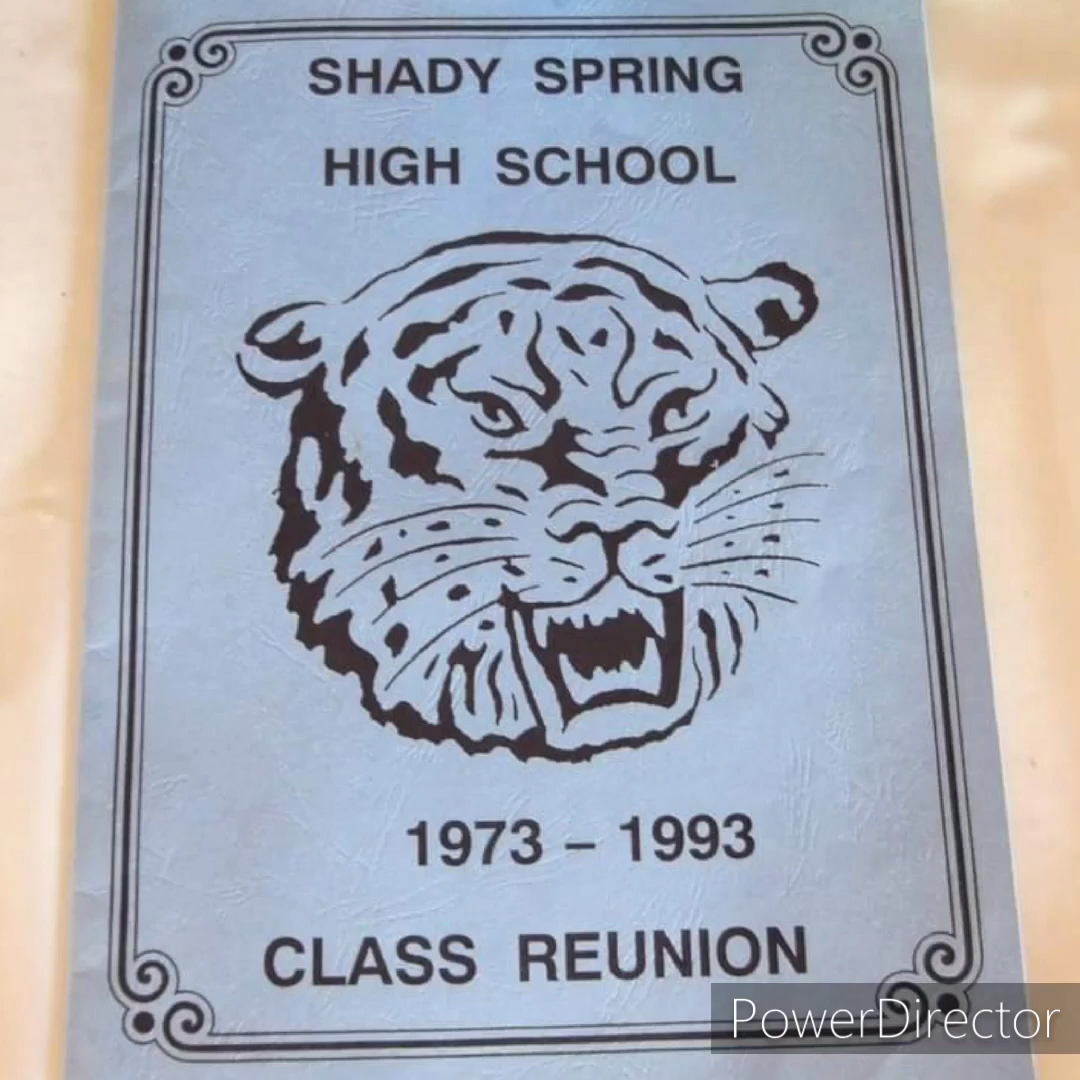 SHADY SPRING
HIGH SCHOOL
1973 – 1993
CLASS REUNION
PowerDirector